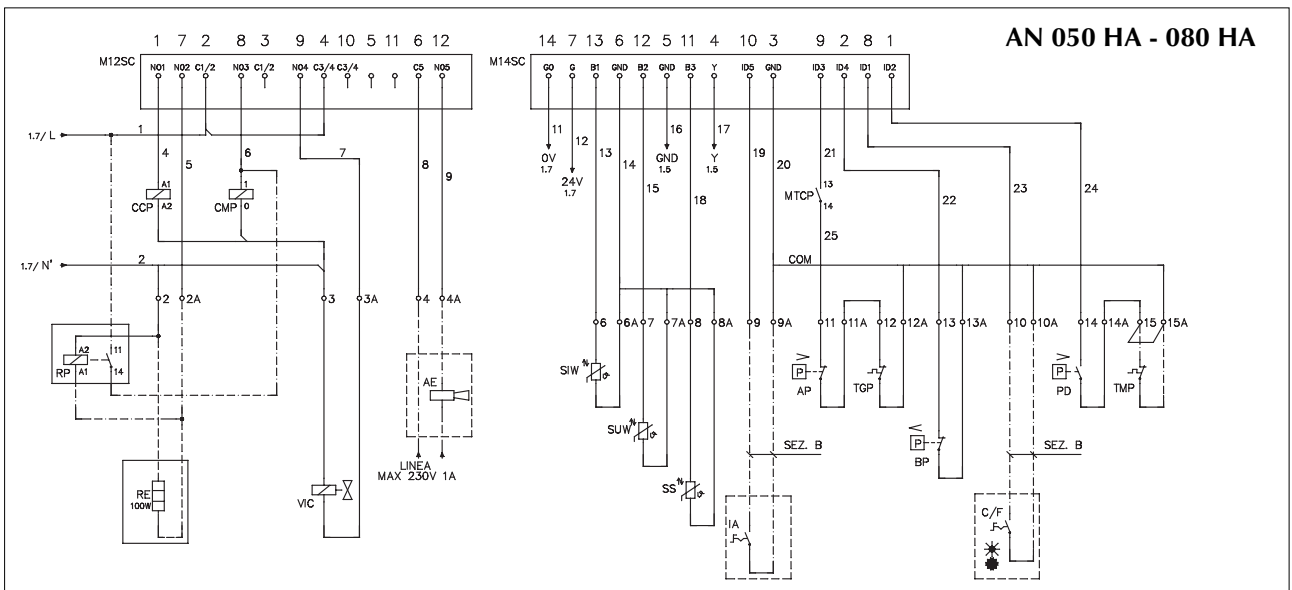 AN 050 HA - 080 HA
1 7 2 8 3 9 4 10 5 11 6 12
M12SC
NO1 NO2 C1/2 NO3 C1/2 NO4 C3/4 C3/4 C5 NO5
14 7 13 6 12 5 11 4 10 3 9 2 8 1
M14SC
G0 G B1 GND B2 GND B3 Y ID5 GND ID3 ID4 ID1 ID2
1.7/ L
1
4
5
6
7
8
9
11
0V
1.7
12
24V
1.7
13
14
15
16
GND
1.5
17
Y
1.5
18
19
20
21
22
23
24
A1
CCP
A2
1
CMP
0
13
MTCP
14
25
COM
1.7/ N'
2
2 2A 3 3A 4 4A
6 6A 7 7A 8 8A 9 9A 11 11A 12 12A 13 13A 10 10A 14 14A 15 15A
A2
RP
A1
11
14
AE
LINEA
MAX 230V 1A
RE
100W
VIC
SIW
SUW
SS
P
AP
TGP
P
BP
P
PD
TMP
SEZ. B
SEZ. B
IA
C/F